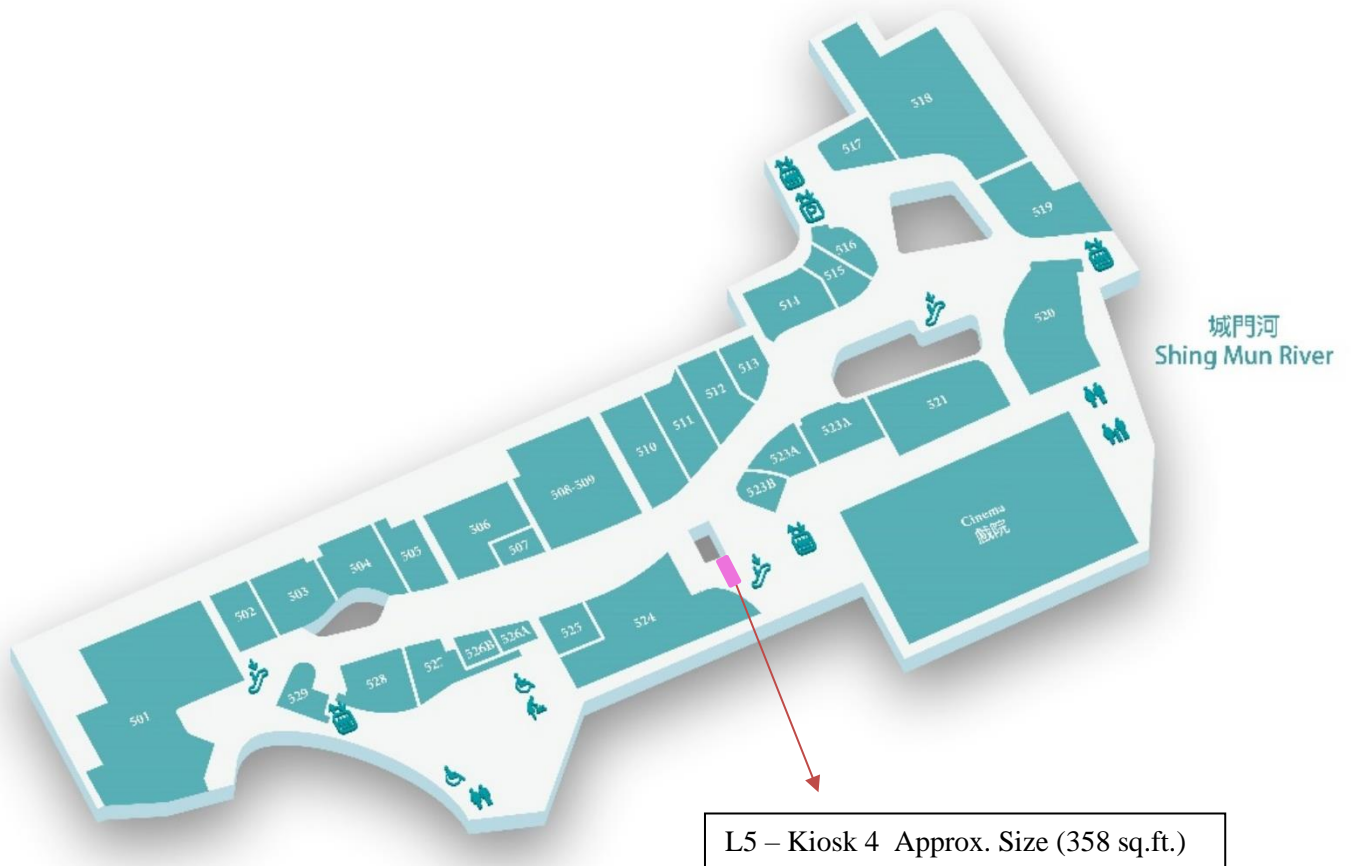 518
517
519
516
515
514
520
城門河
Shing Mun River
513
512
511
510
521
523A
523A
523B
508-509
506
507
505
504
503
502
Cinema
戲院
501
524
525
526A
526B
527
528
529
L5 – Kiosk 4 Approx. Size (358 sq.ft.)